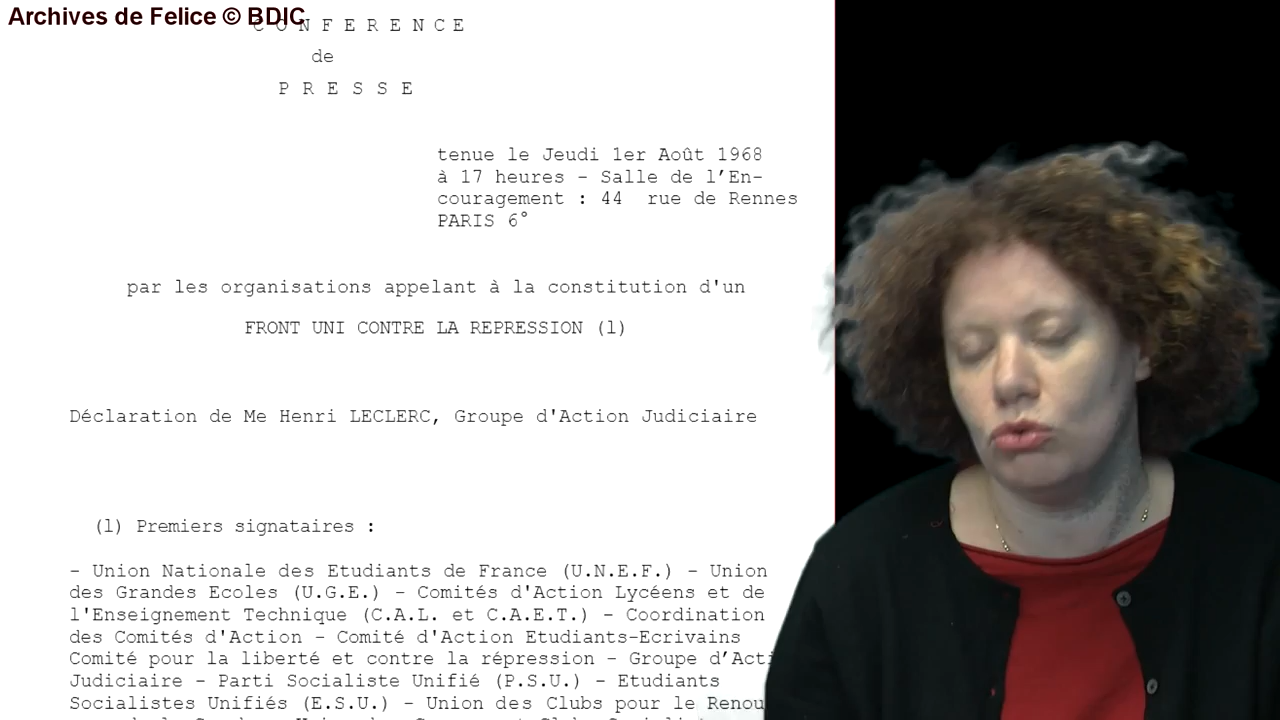 Archives de Felice © BDIC
CONFERENCE
de
PRESSE
tenue le Jeudi 1er Août 1968
à 17 heures - Salle de l’En-
couragement : 44 rue de Rennes
PARIS 6°
par les organisations appelant à la constitution d'un
FRONT UNI CONTRE LA REPRESSION (1)
Déclaration de Me Henri LECLERC, Groupe d'Action Judiciaire
(1) Premiers signataires :
- Union Nationale des Etudiants de France (U.N.E.F.) - Union
des Grandes Ecoles (U.G.E.) - Comités d'Action Lycéens et de
l'Enseignement Technique (C.A.L. et C.A.E.T.) - Coordination
des Comités d'Action - Comité d'Action Etudiants-Ecrivains
Comité pour la liberté et contre la répression - Groupe d’Acti
Judiciaire - Parti Socialiste Unifié (P.S.U.) - Etudiants
Socialistes Unifiés (E.S.U.) - Union des Clubs pour le Renou